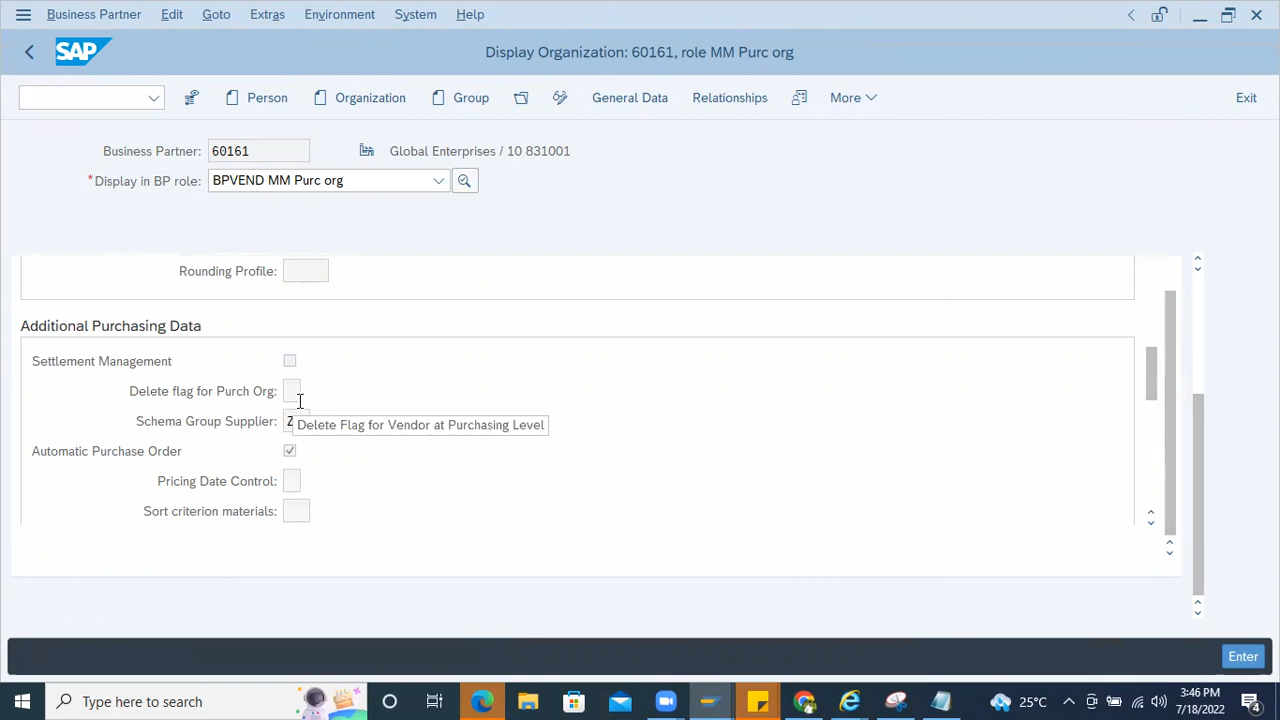 Business Partner Edit Goto Extras Environment System Help
SAP
Display Organization: 60161, role MM Purc org
Person Organization Group General Data Relationships More Exit
Business Partner: 60161 Global Enterprises / 10 831001
*Display in BP role: BPVEND MM Purc org
Rounding Profile:
Additional Purchasing Data
Settlement Management
Delete flag for Purch Org:
Schema Group Supplier: Z
Delete Flag for Vendor at Purchasing Level
Automatic Purchase Order
Pricing Date Control:
Sort criterion materials:
Enter
Type here to search
25°C
3:46 PM
7/18/2022
4